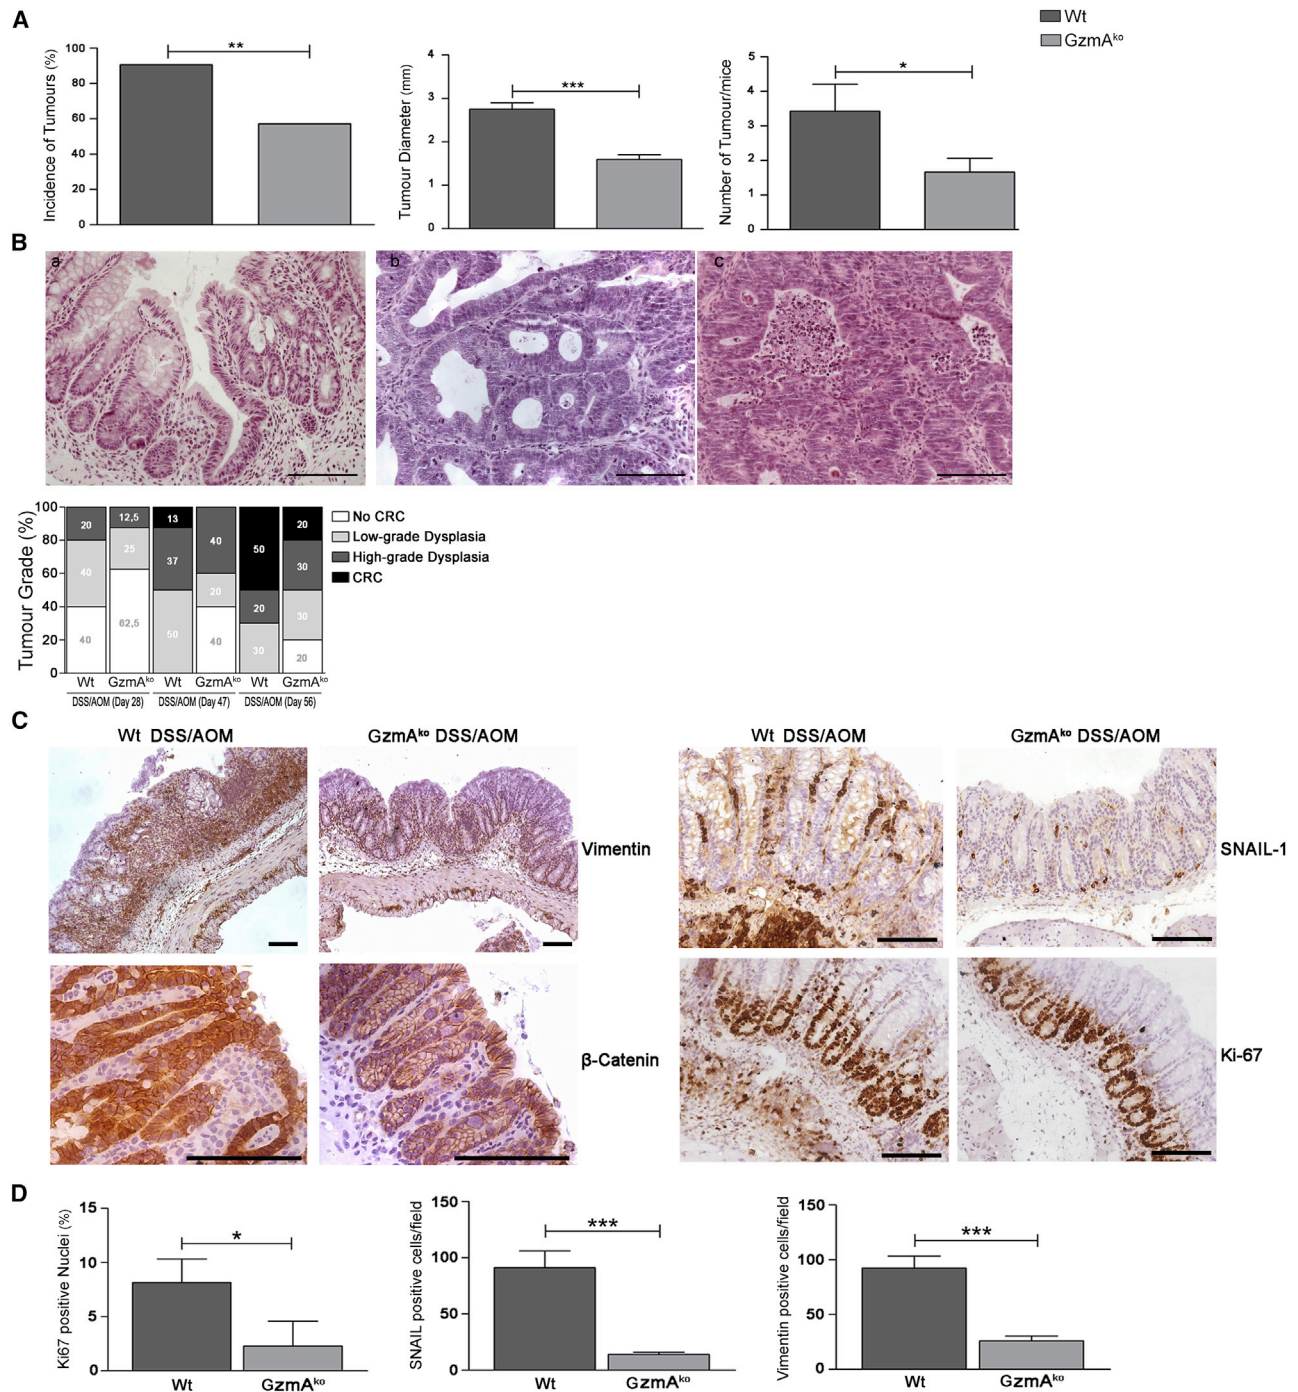 A
Wt
GzmAko
Incidence of Tumours (%)
100
80
60
40
20
0
**
Tumour Diameter (mm)
4
3
2
1
0
***
Number of Tumour/mice
5
4
3
2
1
0
*
B
a
b
c
Tumour Grade (%)
100
80
60
40
20
0
20
40
40
12,5
25
62,5
13
37
50
40
20
40
50
20
30
20
30
30
20
No CRC
Low-grade Dysplasia
High-grade Dysplasia
CRC
Wt GzmAko Wt GzmAko Wt GzmAko
DSS/AOM (Day 28) DSS/AOM (Day 47) DSS/AOM (Day 56)
C
Wt DSS/AOM GzmAko DSS/AOM
Wt DSS/AOM GzmAko DSS/AOM
Vimentin
SNAIL-1
β-Catenin
Ki-67
D
Ki67 positive Nuclei (%)
15
10
5
0
*
Wt GzmAko
SNAIL positive cells/field
150
100
50
0
***
Wt GzmAko
Vimentin positive cells/field
150
100
50
0
***
Wt GzmAko